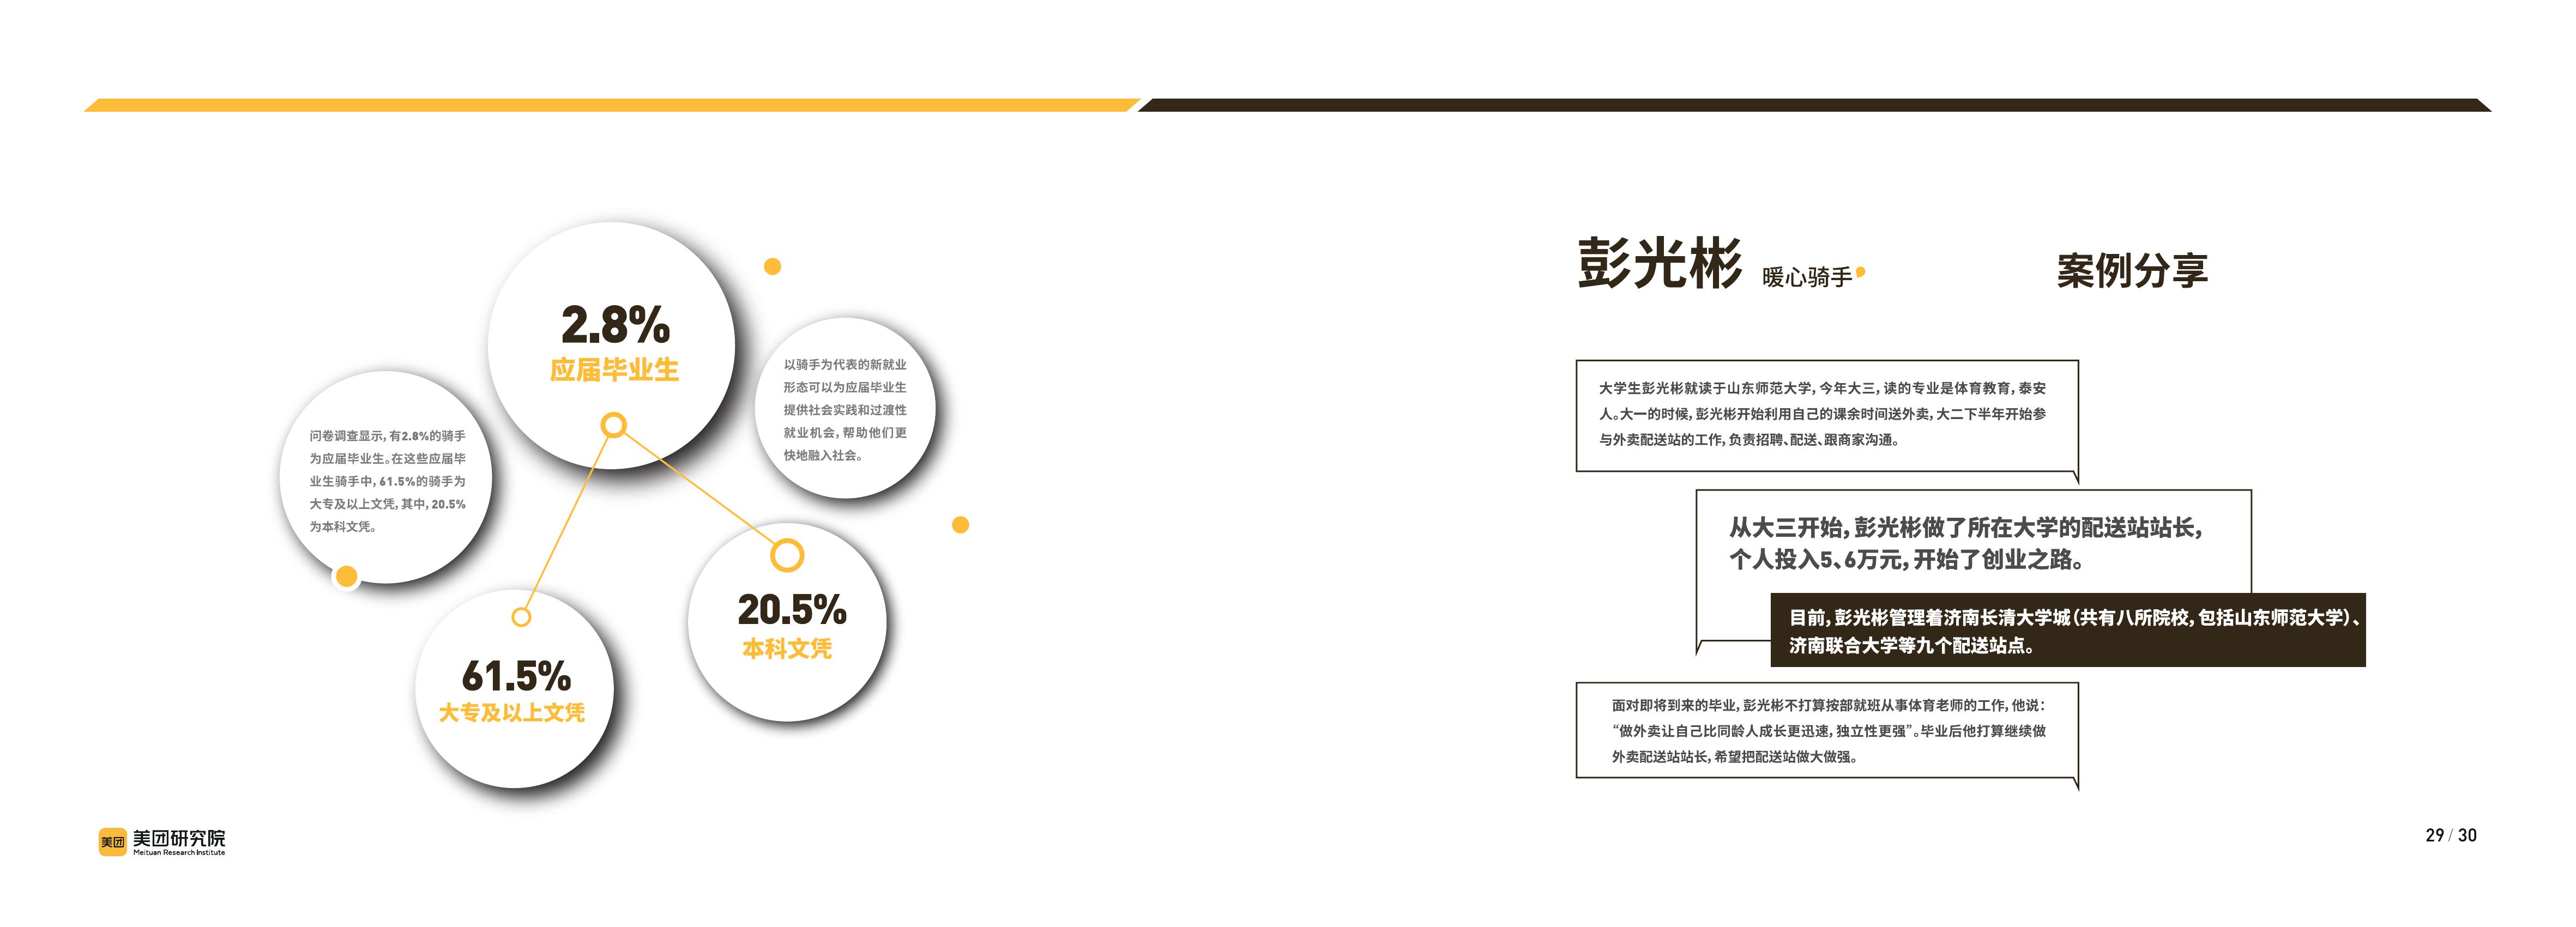 2.8%
应届毕业生
以骑手为代表的新就业
形态可以为应届毕业生
提供社会实践和过渡性
就业机会，帮助他们更
快地融入社会。
问卷调查显示，有2.8%的骑手
为应届毕业生。在这些应届毕
业生骑手中，61.5%的骑手为
大专及以上文凭，其中，20.5%
为本科文凭。
20.5%
本科文凭
61.5%
大专及以上文凭
美团 美团研究院
Meituan Research Institute
彭光彬 暖心骑手
案例分享
大学生彭光彬就读于山东师范大学，今年大三，读的专业是体育教育，泰安
人。大一的时候，彭光彬开始利用自己的课余时间送外卖，大二下半年开始参
与外卖配送站的工作，负责招聘、配送、跟商家沟通。
从大三开始，彭光彬做了所在大学的配送站站长，
个人投入5、6万元，开始了创业之路。
目前，彭光彬管理着济南长清大学城（共有八所院校，包括山东师范大学）、
济南联合大学等九个配送站点。
面对即将到来的毕业，彭光彬不打算按部就班从事体育老师的工作，他说：
“做外卖让自己比同龄人成长更迅速，独立性更强”。毕业后他打算继续做
外卖配送站站长，希望把配送站做大做强。
29 / 30